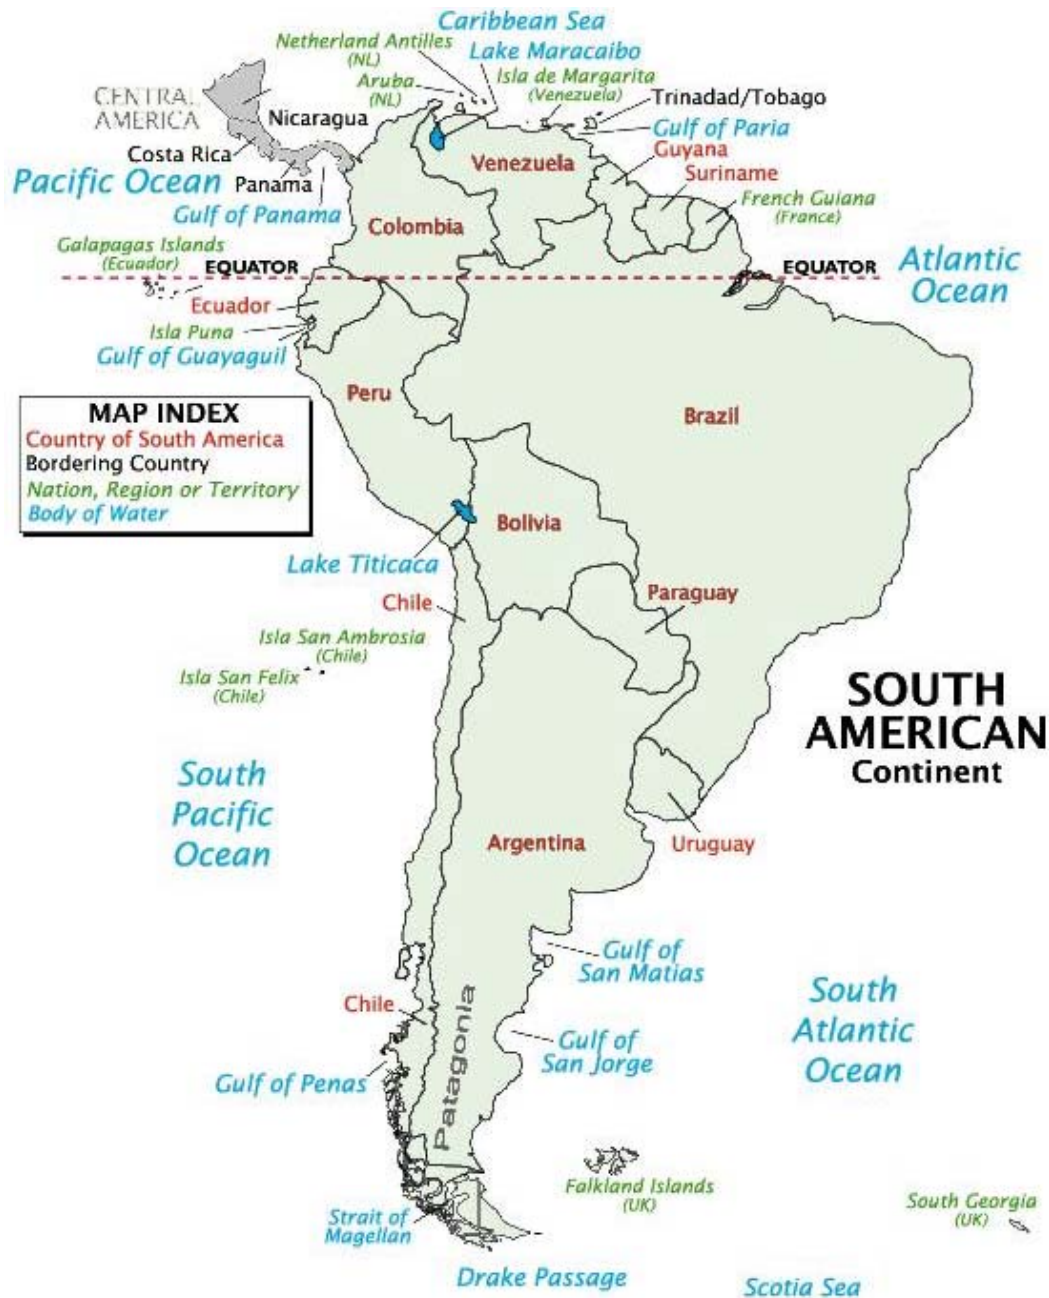 Caribbean Sea
Netherland Antilles
(NL)
Lake Maracaibo
Aruba
(NL)
Isla de Margarita
(Venezuela)
CENTRAL
AMERICA
Nicaragua
Trinadad/Tobago
Gulf of Paria
Costa Rica
Venezuela
Guyana
Pacific Ocean
Panama
Suriname
Gulf of Panama
French Guiana
(France)
Colombia
Galapagas Islands
(Ecuador)
EQUATOR
EQUATOR
Atlantic
Ocean
Ecuador
Isla Puna
Gulf of Guayaguil
Peru
Brazil
MAP INDEX
Country of South America
Bordering Country
Nation, Region or Territory
Body of Water
Bolivia
Lake Titicaca
Chile
Paraguay
Isla San Ambrosia
(Chile)
Isla San Felix
(Chile)
SOUTH
AMERICAN
Continent
South
Pacific
Ocean
Argentina
Uruguay
Gulf of
San Matias
Chile
Patagonia
South
Atlantic
Ocean
Gulf of
San Jorge
Gulf of Penas
Falkland Islands
(UK)
South Georgia
(UK)
Strait of
Magellan
Drake Passage
Scotia Sea